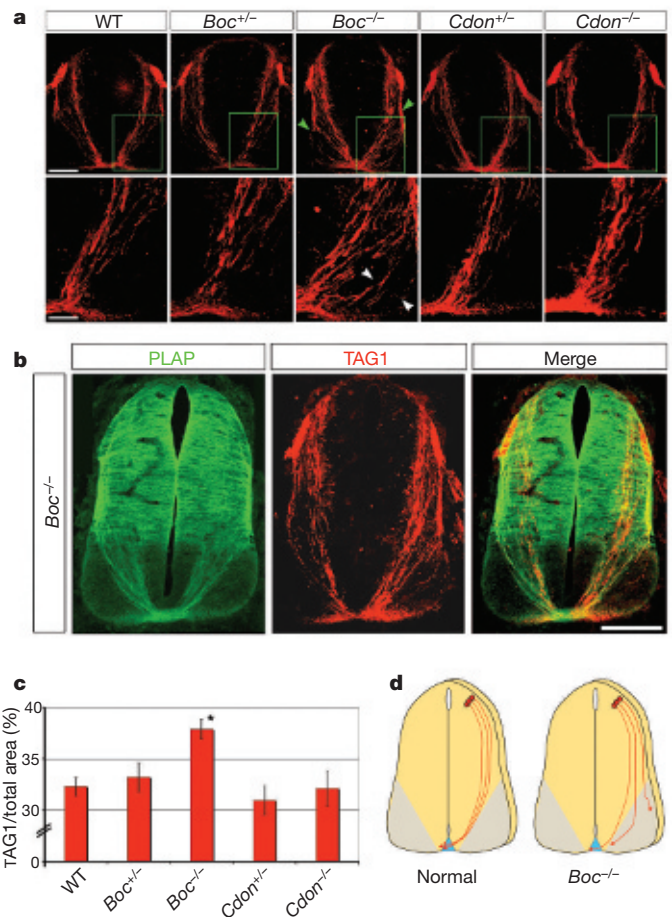 a
WT
Boc+/–
Boc–/–
Cdon+/–
Cdon–/–
b
PLAP
TAG1
Merge
Boc–/–
c
TAG1/total area (%)
40
35
30
0
*
WT
Boc+/–
Boc–/–
Cdon+/–
Cdon–/–
d
Normal
Boc–/–